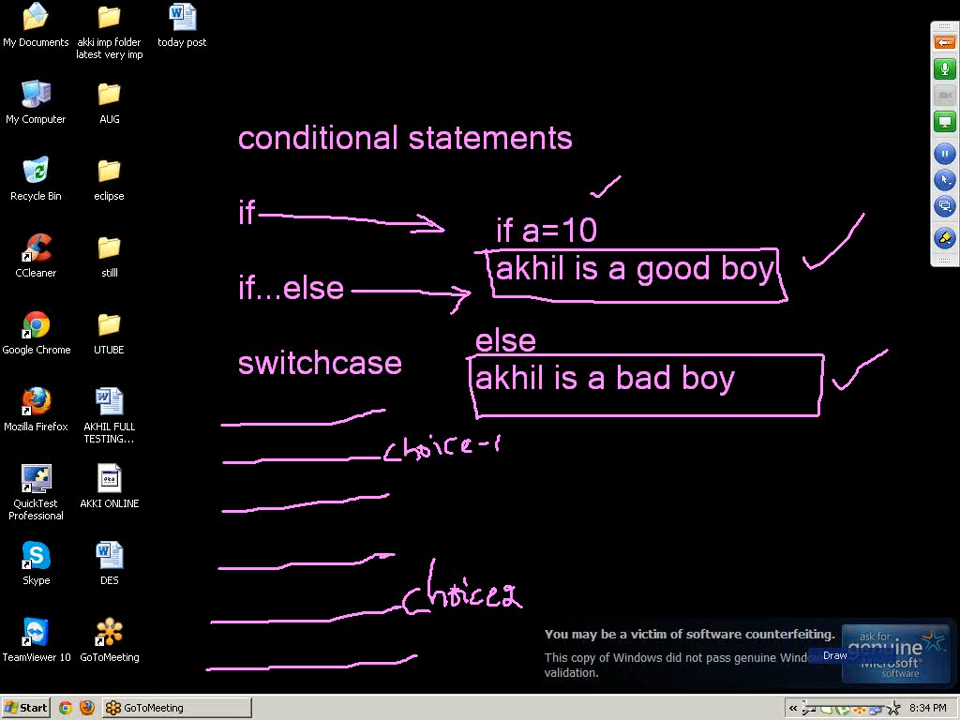 My Documents
akki imp folder
latest very imp
today post
My Computer
AUG
Recycle Bin
eclipse
CCleaner
stilll
Google Chrome
UTUBE
Mozilla Firefox
AKHIL FULL
TESTING...
QuickTest
Professional
AKKI ONLINE
Skype
DES
TeamViewer 10
GoToMeeting
conditional statements
if
if a=10
akhil is a good boy
if...else
else
switchcase
akhil is a bad boy
choice-1
choice2
You may be a victim of software counterfeiting.
This copy of Windows did not pass genuine Wind
validation.
Draw
ask for
genuine
Microsoft
software
Start
GoToMeeting
8:34 PM